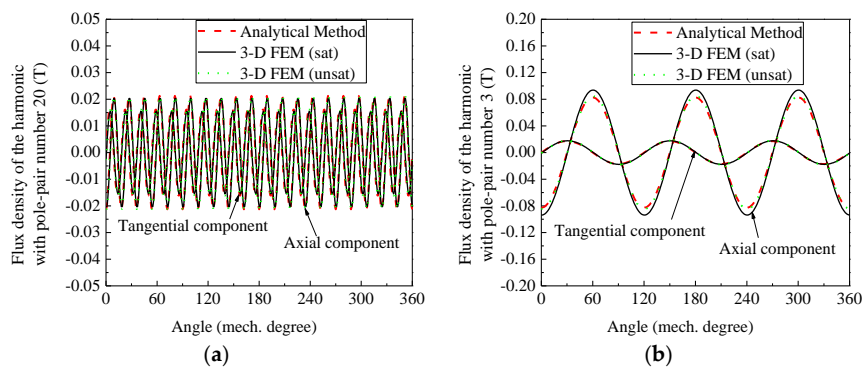 Analytical Method
3-D FEM (sat)
3-D FEM (unsat)
Flux density of the harmonic
with pole-pair number 20 (T)
0.05
0.04
0.03
0.02
0.01
0.00
-0.01
-0.02
-0.03
-0.04
-0.05
Tangential component
Axial component
0 60 120 180 240 300 360
Angle (mech. degree)
(a)
Analytical Method
3-D FEM (sat)
3-D FEM (unsat)
Flux density of the harmonic
with pole-pair number 3 (T)
0.20
0.16
0.12
0.08
0.04
0.00
-0.04
-0.08
-0.12
-0.16
-0.20
Tangential component
Axial component
0 60 120 180 240 300 360
Angle (mech. degree)
(b)